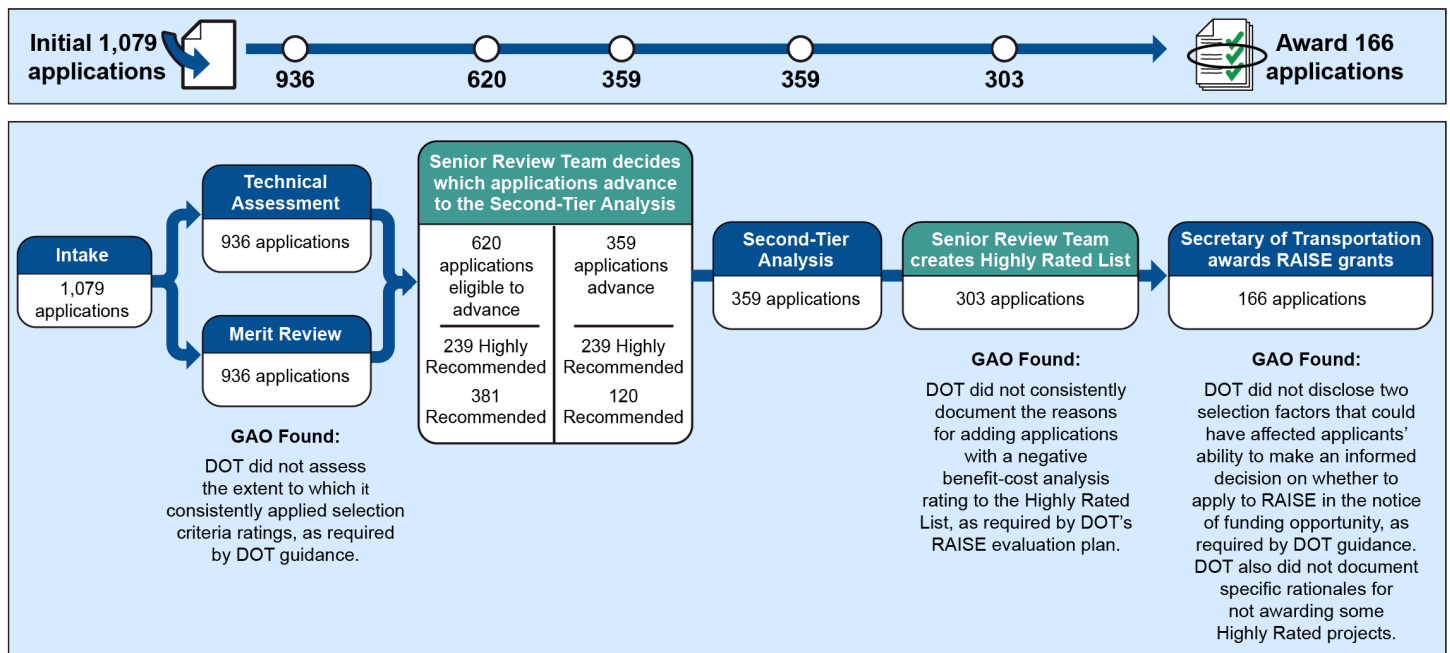 Initial 1,079
applications
936
620
359
359
303
Award 166
applications
Intake
1,079
applications
Technical
Assessment
936 applications
Merit Review
936 applications
GAO Found:
DOT did not assess
the extent to which it
consistently applied selection
criteria ratings, as required
by DOT guidance.
Senior Review Team decides
which applications advance
to the Second-Tier Analysis
620
applications
eligible to
advance
239 Highly
Recommended
381
Recommended
359
applications
advance
239 Highly
Recommended
120
Recommended
Second-Tier
Analysis
359 applications
Senior Review Team
creates Highly Rated List
303 applications
GAO Found:
DOT did not consistently
document the reasons
for adding applications
with a negative
benefit-cost analysis
rating to the Highly Rated
List, as required by DOT’s
RAISE evaluation plan.
Secretary of Transportation
awards RAISE grants
166 applications
GAO Found:
DOT did not disclose two
selection factors that could
have affected applicants’
ability to make an informed
decision on whether to
apply to RAISE in the notice
of funding opportunity, as
required by DOT guidance.
DOT also did not document
specific rationales for
not awarding some
Highly Rated projects.